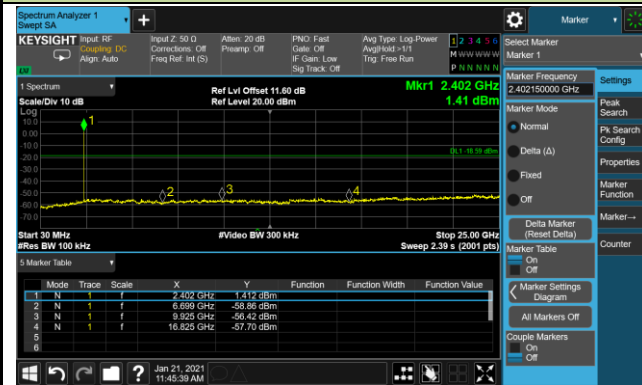 Spectrum Analyzer 1
Swept SA
Marker
KEYSIGHT
Input: RF
Coupling: DC
Align: Auto
Input Z: 50 Ω
Corrections: Off
Freq Ref: Int (S)
Atten: 20 dB
Preamp: Off
PNO: Fast
Gate: Off
IF Gain: Low
Sig Track: Off
Avg Type: Log-Power
Avg|Hold:>1/1
Trig: Free Run
1 2 3 4 5 6
M W W W W W
P N N N N N
Select Marker
Marker 1
1 Spectrum
Scale/Div 10 dB
Log
Ref Lvl Offset 11.60 dB
Ref Level 20.00 dBm
Mkr1 2.402 GHz
1.41 dBm
10.0
0.00
-10.0
-20.0
-30.0
-40.0
-50.0
-60.0
-70.0
1
2
3
4
DL1 -18.59 dBm
Start 30 MHz
#Res BW 100 kHz
#Video BW 300 kHz
Stop 25.00 GHz
Sweep 2.39 s (2001 pts)
5 Marker Table
Mode Trace Scale X Y Function Function Width Function Value
1 N 1 f 2.402 GHz 1.412 dBm
2 N 1 f 6.699 GHz -58.86 dBm
3 N 1 f 9.925 GHz -56.42 dBm
4 N 1 f 16.825 GHz -57.70 dBm
5
6
Jan 21, 2021
11:45:39 AM
Marker Frequency
2.402150000 GHz
Marker Mode
Normal
Delta (Δ)
Fixed
Off
Delta Marker
(Reset Delta)
Marker Table
On
Off
Marker Settings
Diagram
All Markers Off
Couple Markers
On
Off
Settings
Peak
Search
Pk Search
Config
Properties
Marker
Function
Marker→
Counter